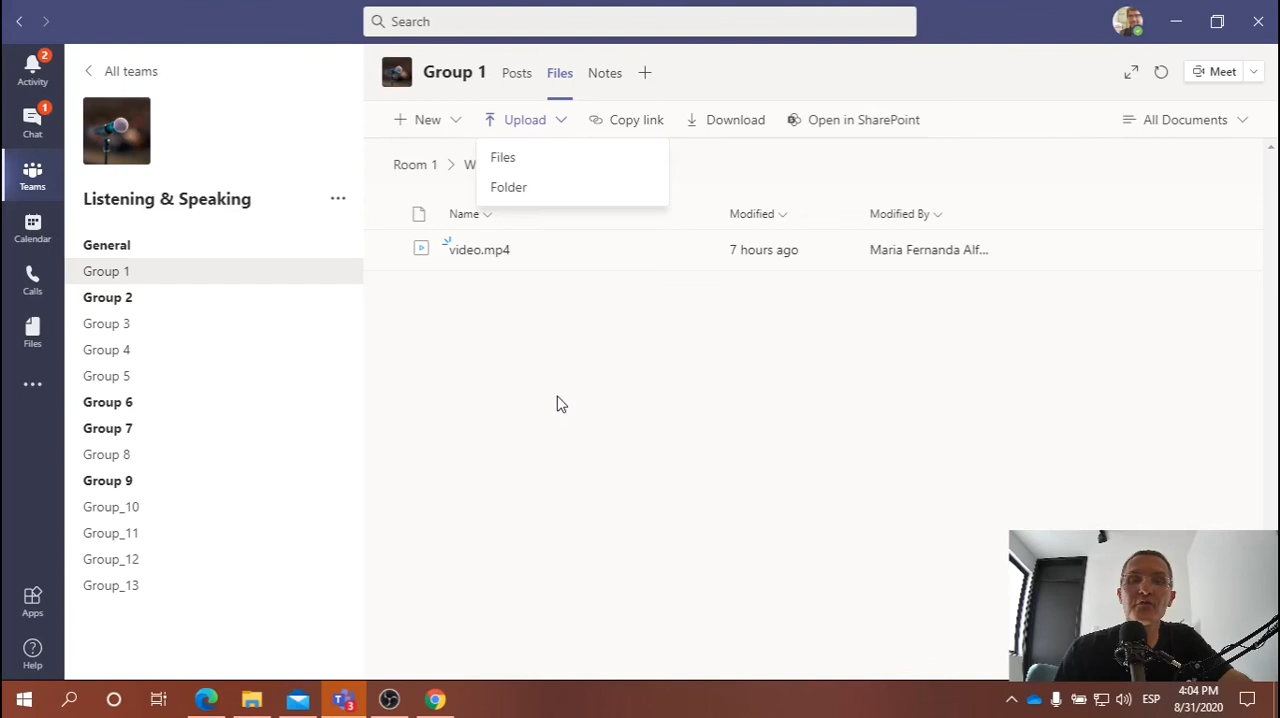 Search
2
Activity
1
Chat
Teams
Calendar
Calls
Files
Apps
Help
All teams
Listening & Speaking
General
Group 1
Group 2
Group 3
Group 4
Group 5
Group 6
Group 7
Group 8
Group 9
Group_10
Group_11
Group_12
Group_13
Group 1 Posts Files Notes
Meet
New Upload Copy link Download Open in SharePoint All Documents
Files
Folder
Room 1 > W
Name Modified Modified By
video.mp4 7 hours ago Maria Fernanda Alf...
3
ESP
4:04 PM
8/31/2020